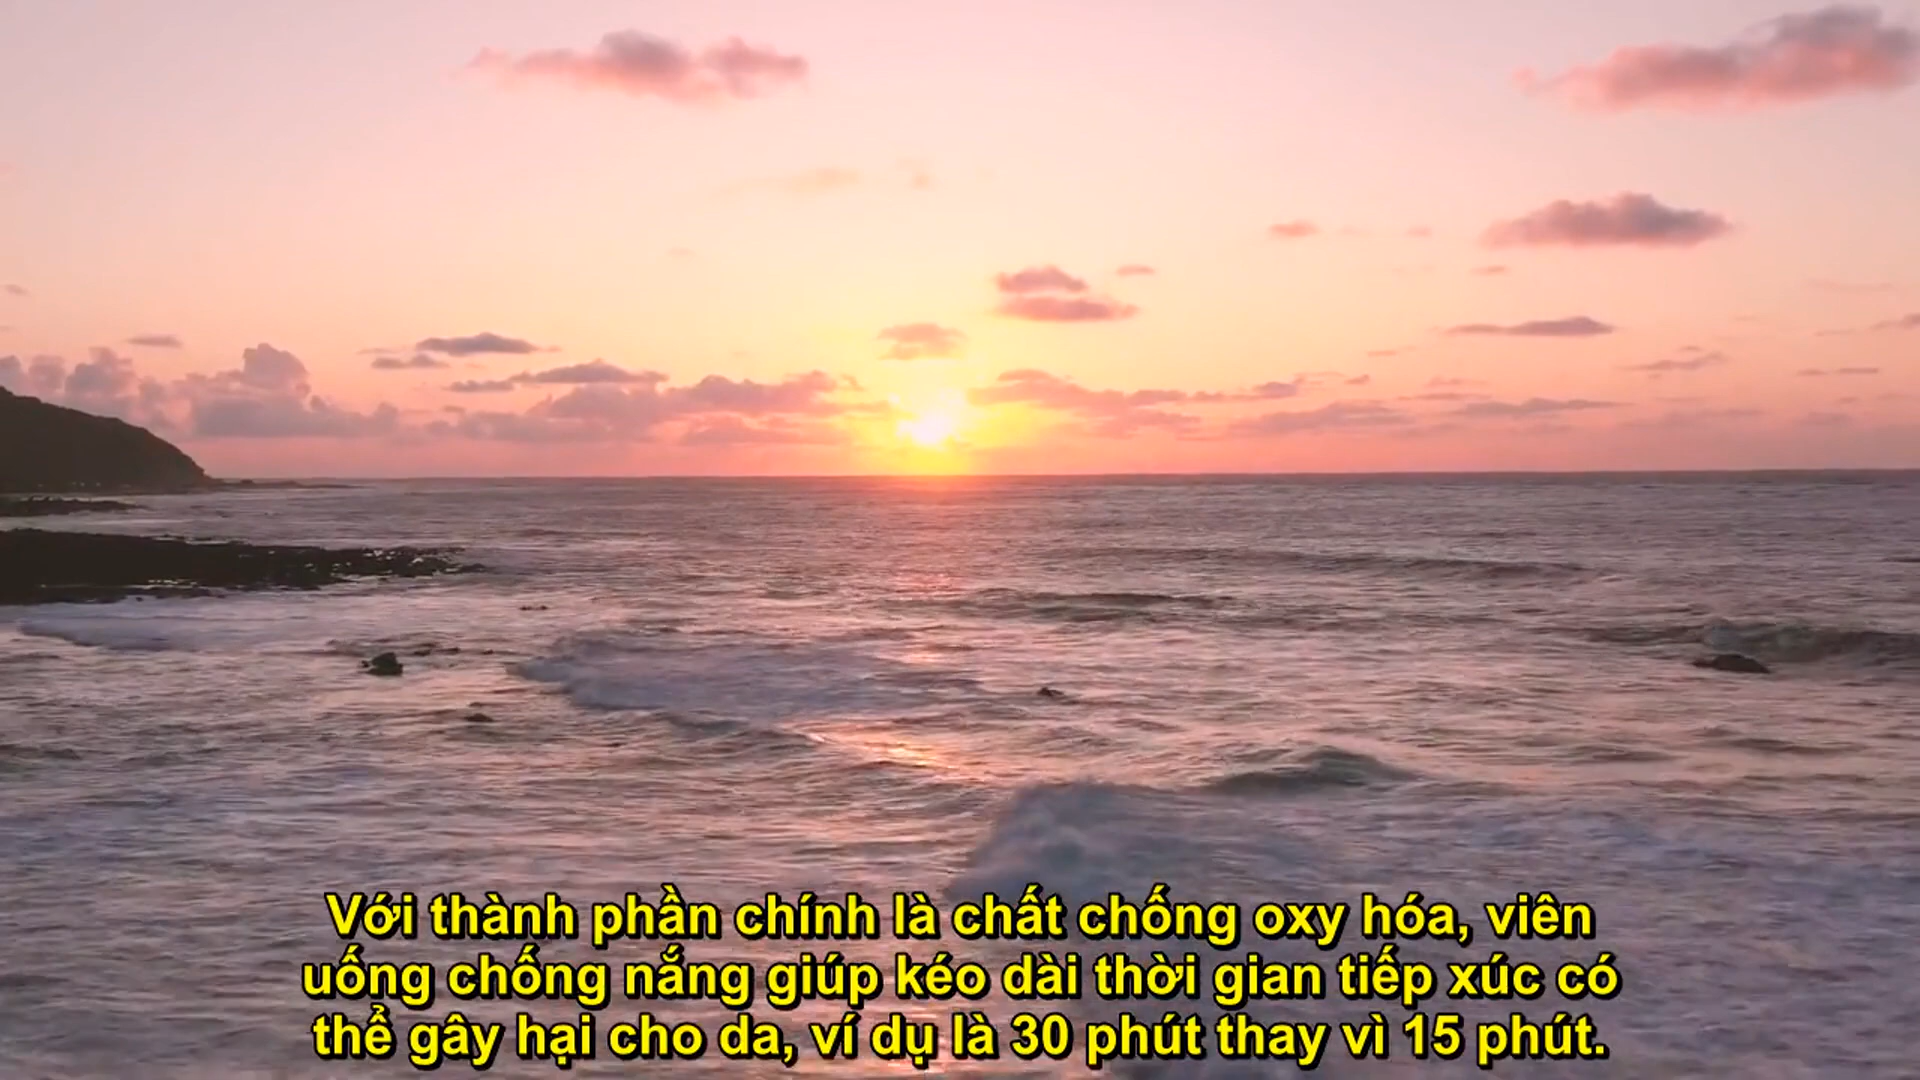 Với thành phần chính là chất chống oxy hóa, viên
uống chống nắng giúp kéo dài thời gian tiếp xúc có
thể gây hại cho da, ví dụ là 30 phút thay vì 15 phút.